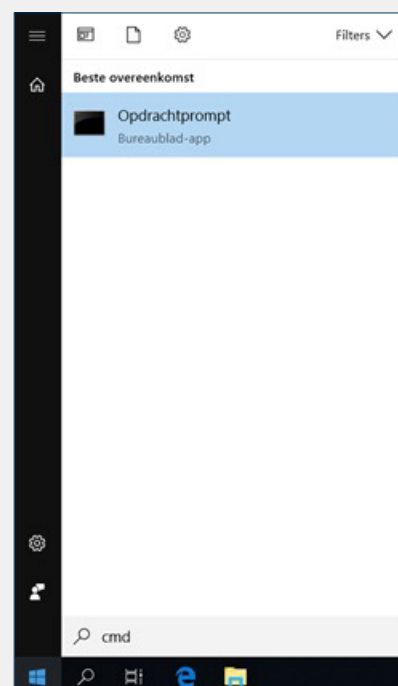 Filters
Beste overeenkomst
Opdrachtprompt
Bureaublad-app
cmd